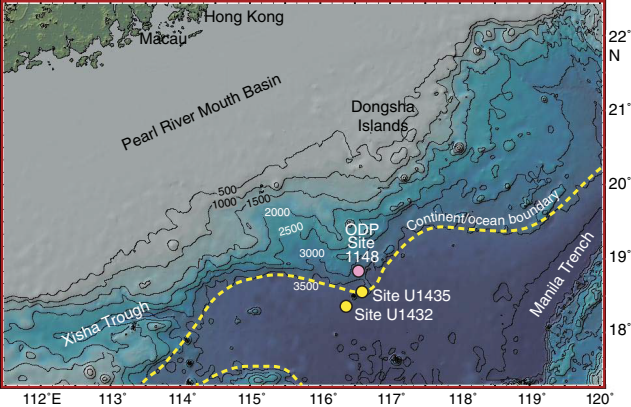 Hong Kong
Macau
22°
N
Pearl River Mouth Basin
Dongsha
Islands
21°
20°
500
1000
1500
2000
2500
3000
3500
ODP
Site
1148
Continent/ocean boundary
19°
Site U1435
Site U1432
Manila Trench
Xisha Trough
18°
112°E
113°
114°
115°
116°
117°
118°
119°
120°